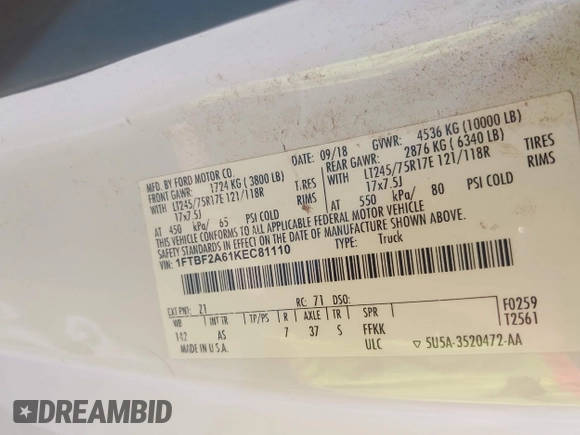 MFD. BY FORD MOTOR CO.
DATE: 09/18 GVWR: 4536 KG (10000 LB)
FRONT GAWR: 1724 KG ( 3800 LB) REAR GAWR: 2876 KG ( 6340 LB)
WITH LT245/75R17E 121/118R TIRES WITH LT245/75R17E 121/118R TIRES
17x7.5J RIMS 17x7.5J RIMS
AT 450 kPa/ 65 PSI COLD AT 550 kPa/ 80 PSI COLD
THIS VEHICLE CONFORMS TO ALL APPLICABLE FEDERAL MOTOR VEHICLE
SAFETY STANDARDS IN EFFECT ON THE DATE OF MANUFACTURE SHOWN ABOVE.
VIN: 1FTBF2A61KEC81110 TYPE: Truck
EXT PNT: Z1 RC: 71 DSO: F0259
WB INT TR TP/PS R AXLE TR SPR T2561
142 AS 7 37 S FFKK
MADE IN U.S.A. ULC ▽ 5U5A-3520472-AA
DREAMBID